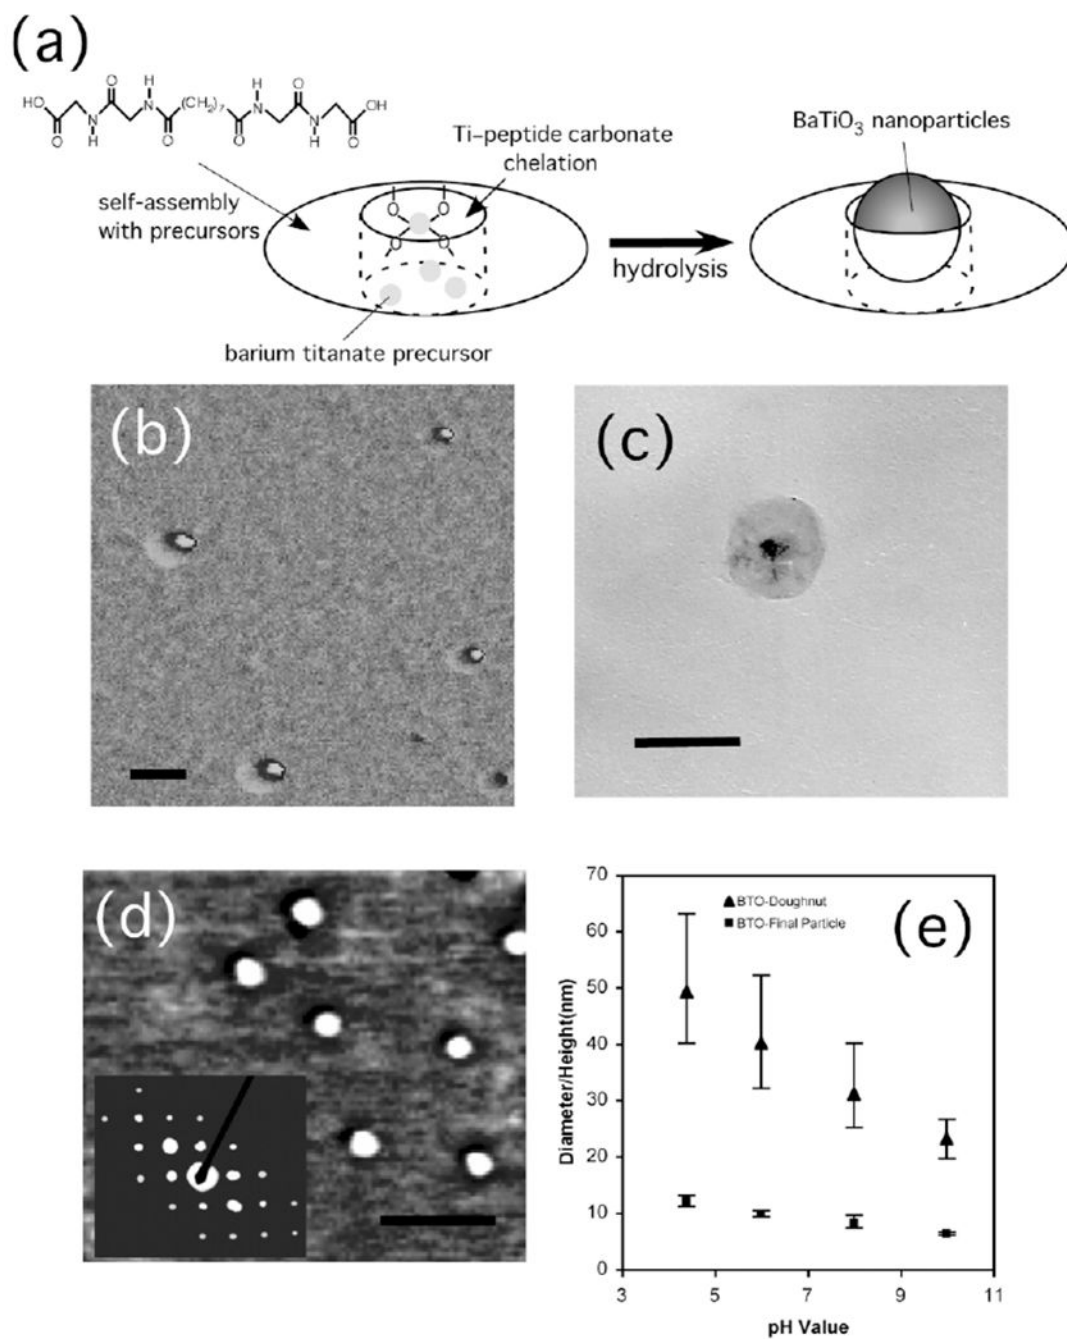 (a)
HO
O
N
H
O
H
N
O
(CH₂)₇
O
H
N
O
N
H
O
OH
Ti–peptide carbonate
chelation
BaTiO₃ nanoparticles
self-assembly
with precursors
O
O
O
O
hydrolysis
barium titanate precursor
(b)
(c)
(d)
(e)
70
60
50
40
30
20
10
0
Diameter/Height(nm)
BTO-Doughnut
BTO-Final Particle
3
5
7
9
11
pH Value